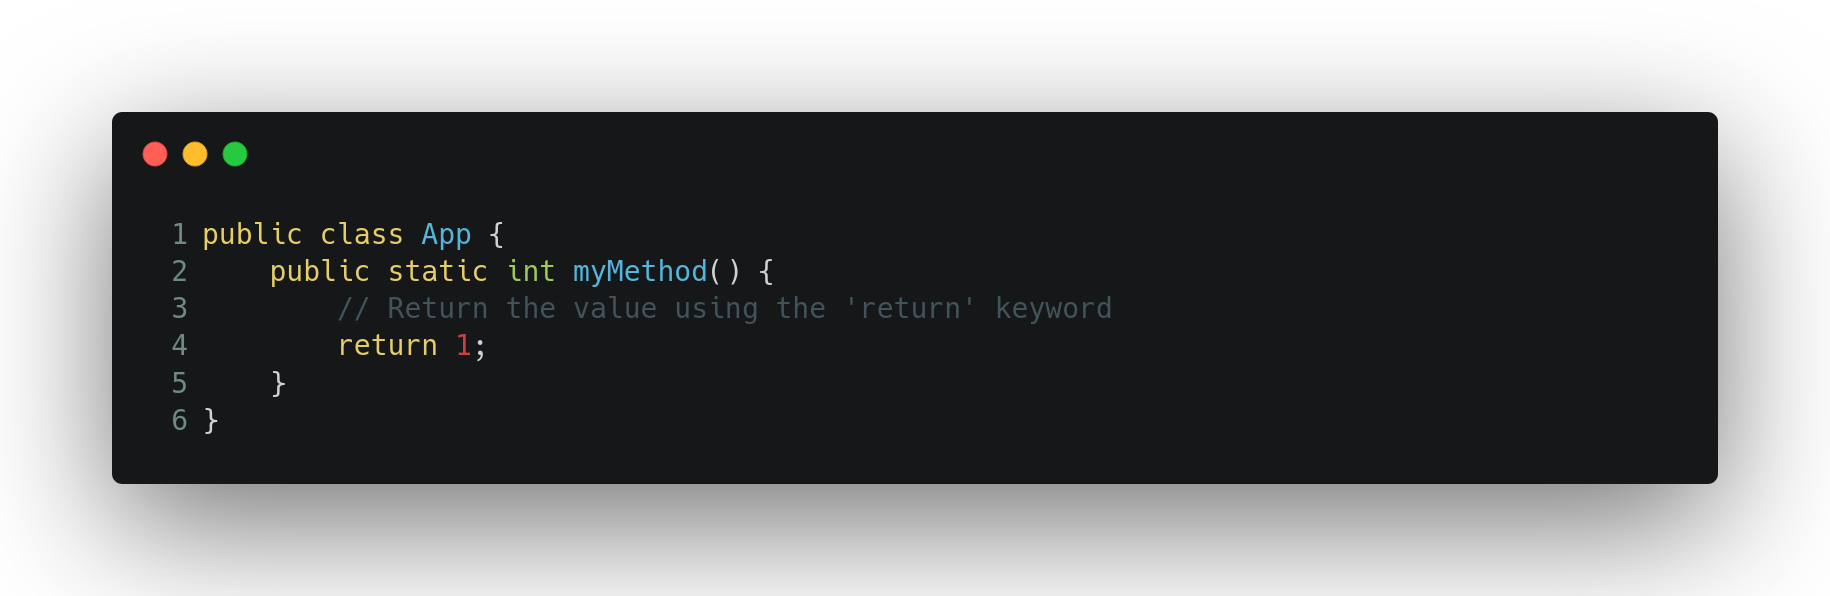 1 public class App {
2     public static int myMethod() {
3         // Return the value using the 'return' keyword
4         return 1;
5     }
6 }